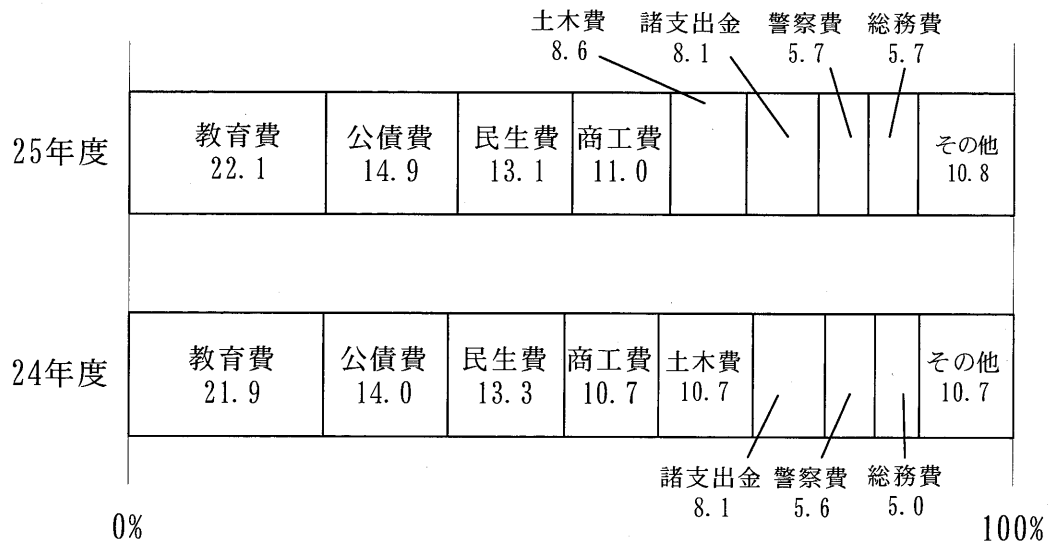 土木費 諸支出金 警察費 総務費
8.6 8.1 5.7 5.7
25年度
教育費 公債費 民生費 商工費 その他
22.1 14.9 13.1 11.0 10.8
24年度
教育費 公債費 民生費 商工費 土木費 その他
21.9 14.0 13.3 10.7 10.7 10.7
諸支出金 警察費 総務費
8.1 5.6 5.0
0% 100%